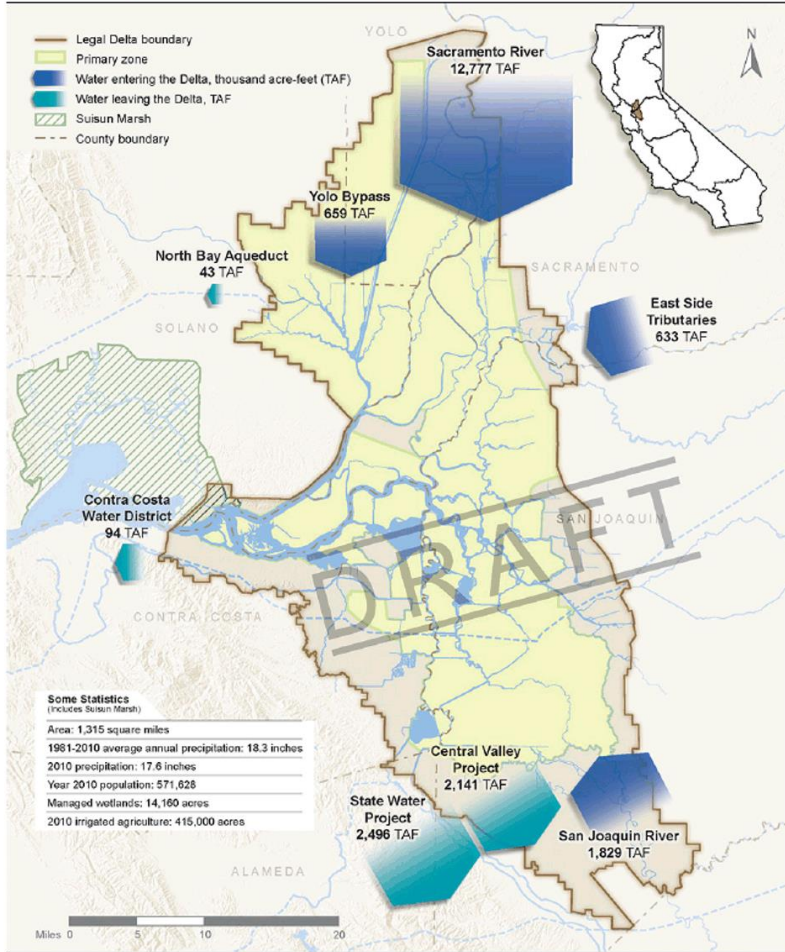 Legal Delta boundary
Primary zone
Water entering the Delta, thousand acre-feet (TAF)
Water leaving the Delta, TAF
Suisun Marsh
County boundary
YOLO
Sacramento River
12,777 TAF
N
Yolo Bypass
659 TAF
North Bay Aqueduct
43 TAF
SOLANO
SACRAMENTO
East Side
Tributaries
633 TAF
Contra Costa
Water District
94 TAF
SAN JOAQUIN
DRAFT
CONTRA COSTA
Some Statistics
(Includes Suisun Marsh)
Area: 1,315 square miles
1981-2010 average annual precipitation: 18.3 inches
2010 precipitation: 17.6 inches
Year 2010 population: 571,628
Managed wetlands: 14,160 acres
2010 irrigated agriculture: 415,000 acres
Central Valley
Project
2,141 TAF
State Water
Project
2,496 TAF
San Joaquin River
1,829 TAF
ALAMEDA
Miles 0 5 10 20